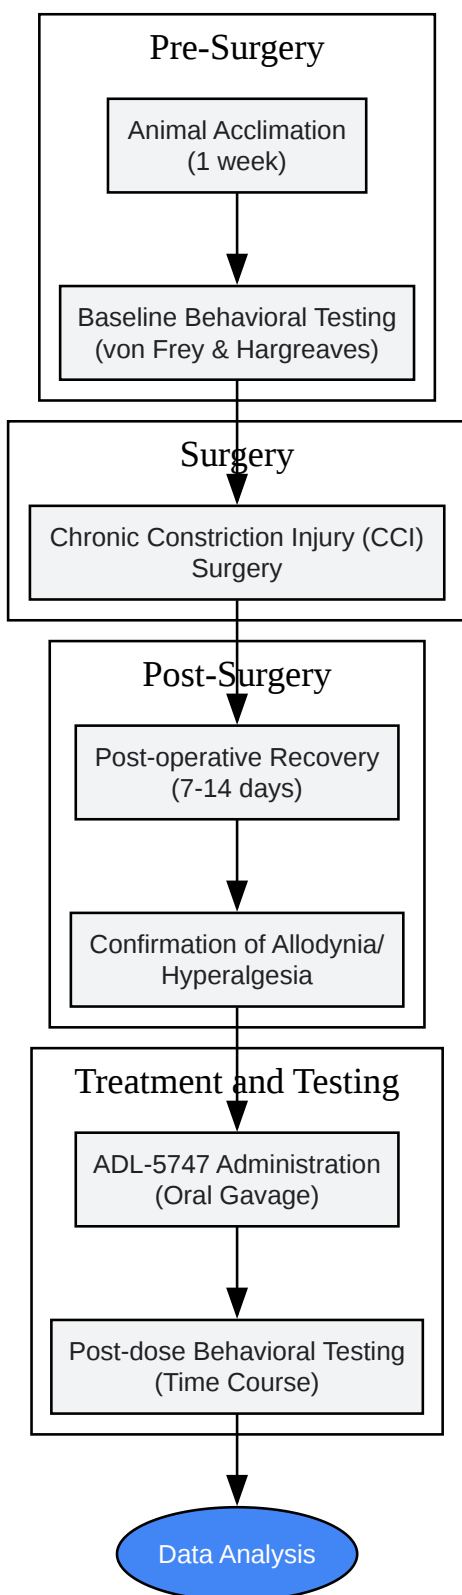 Pre-Surgery
Animal Acclimation
(1 week)
Baseline Behavioral Testing
(von Frey & Hargreaves)
Surgery
Chronic Constriction Injury (CCI)
Surgery
Post-Surgery
Post-operative Recovery
(7-14 days)
Confirmation of Allodynia/
Hyperalgesia
Treatment and Testing
ADL-5747 Administration
(Oral Gavage)
Post-dose Behavioral Testing
(Time Course)
Data Analysis